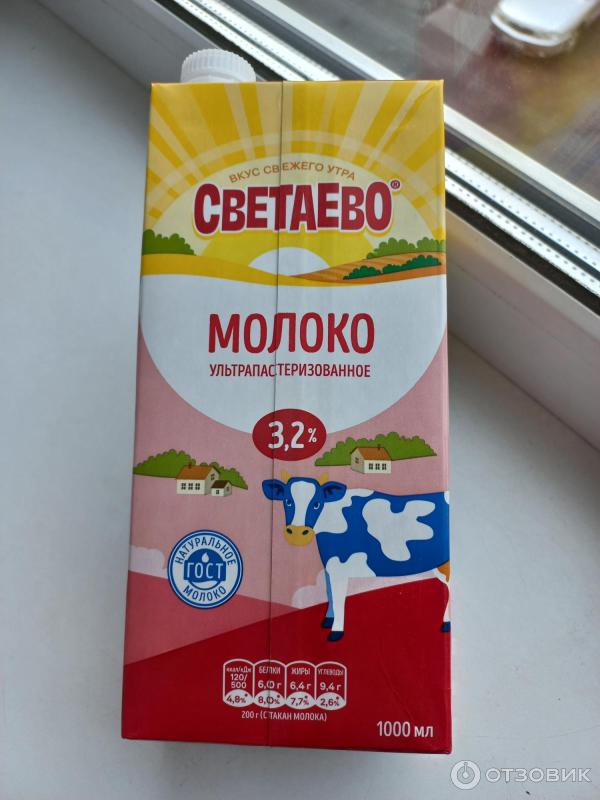 ВКУС СВЕЖЕГО УТРА
СВЕТАЕВО®
МОЛОКО
УЛЬТРАПАСТЕРИЗОВАННОЕ
3,2%
НАТУРАЛЬНОЕ
ГОСТ
МОЛОКО
ккал/кДж БЕЛКИ ЖИРЫ УГЛЕВОДЫ
120/500 6,0 г 6,4 г 9,4 г
4,8%* 8,0%* 7,7%* 2,6%*
200 г (СТАКАН МОЛОКА)
1000 мл
ОТЗОВИК